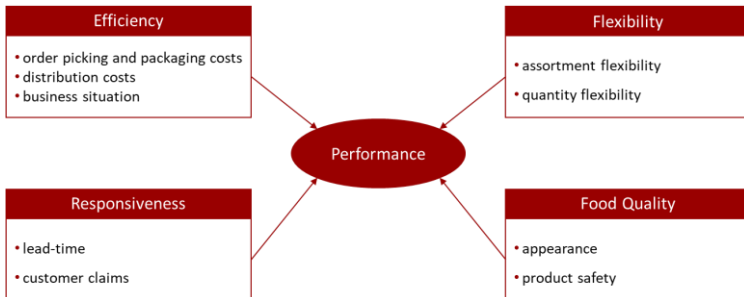 Efficiency
• order picking and packaging costs
• distribution costs
• business situation
Flexibility
• assortment flexibility
• quantity flexibility
Performance
Responsiveness
• lead-time
• customer claims
Food Quality
• appearance
• product safety